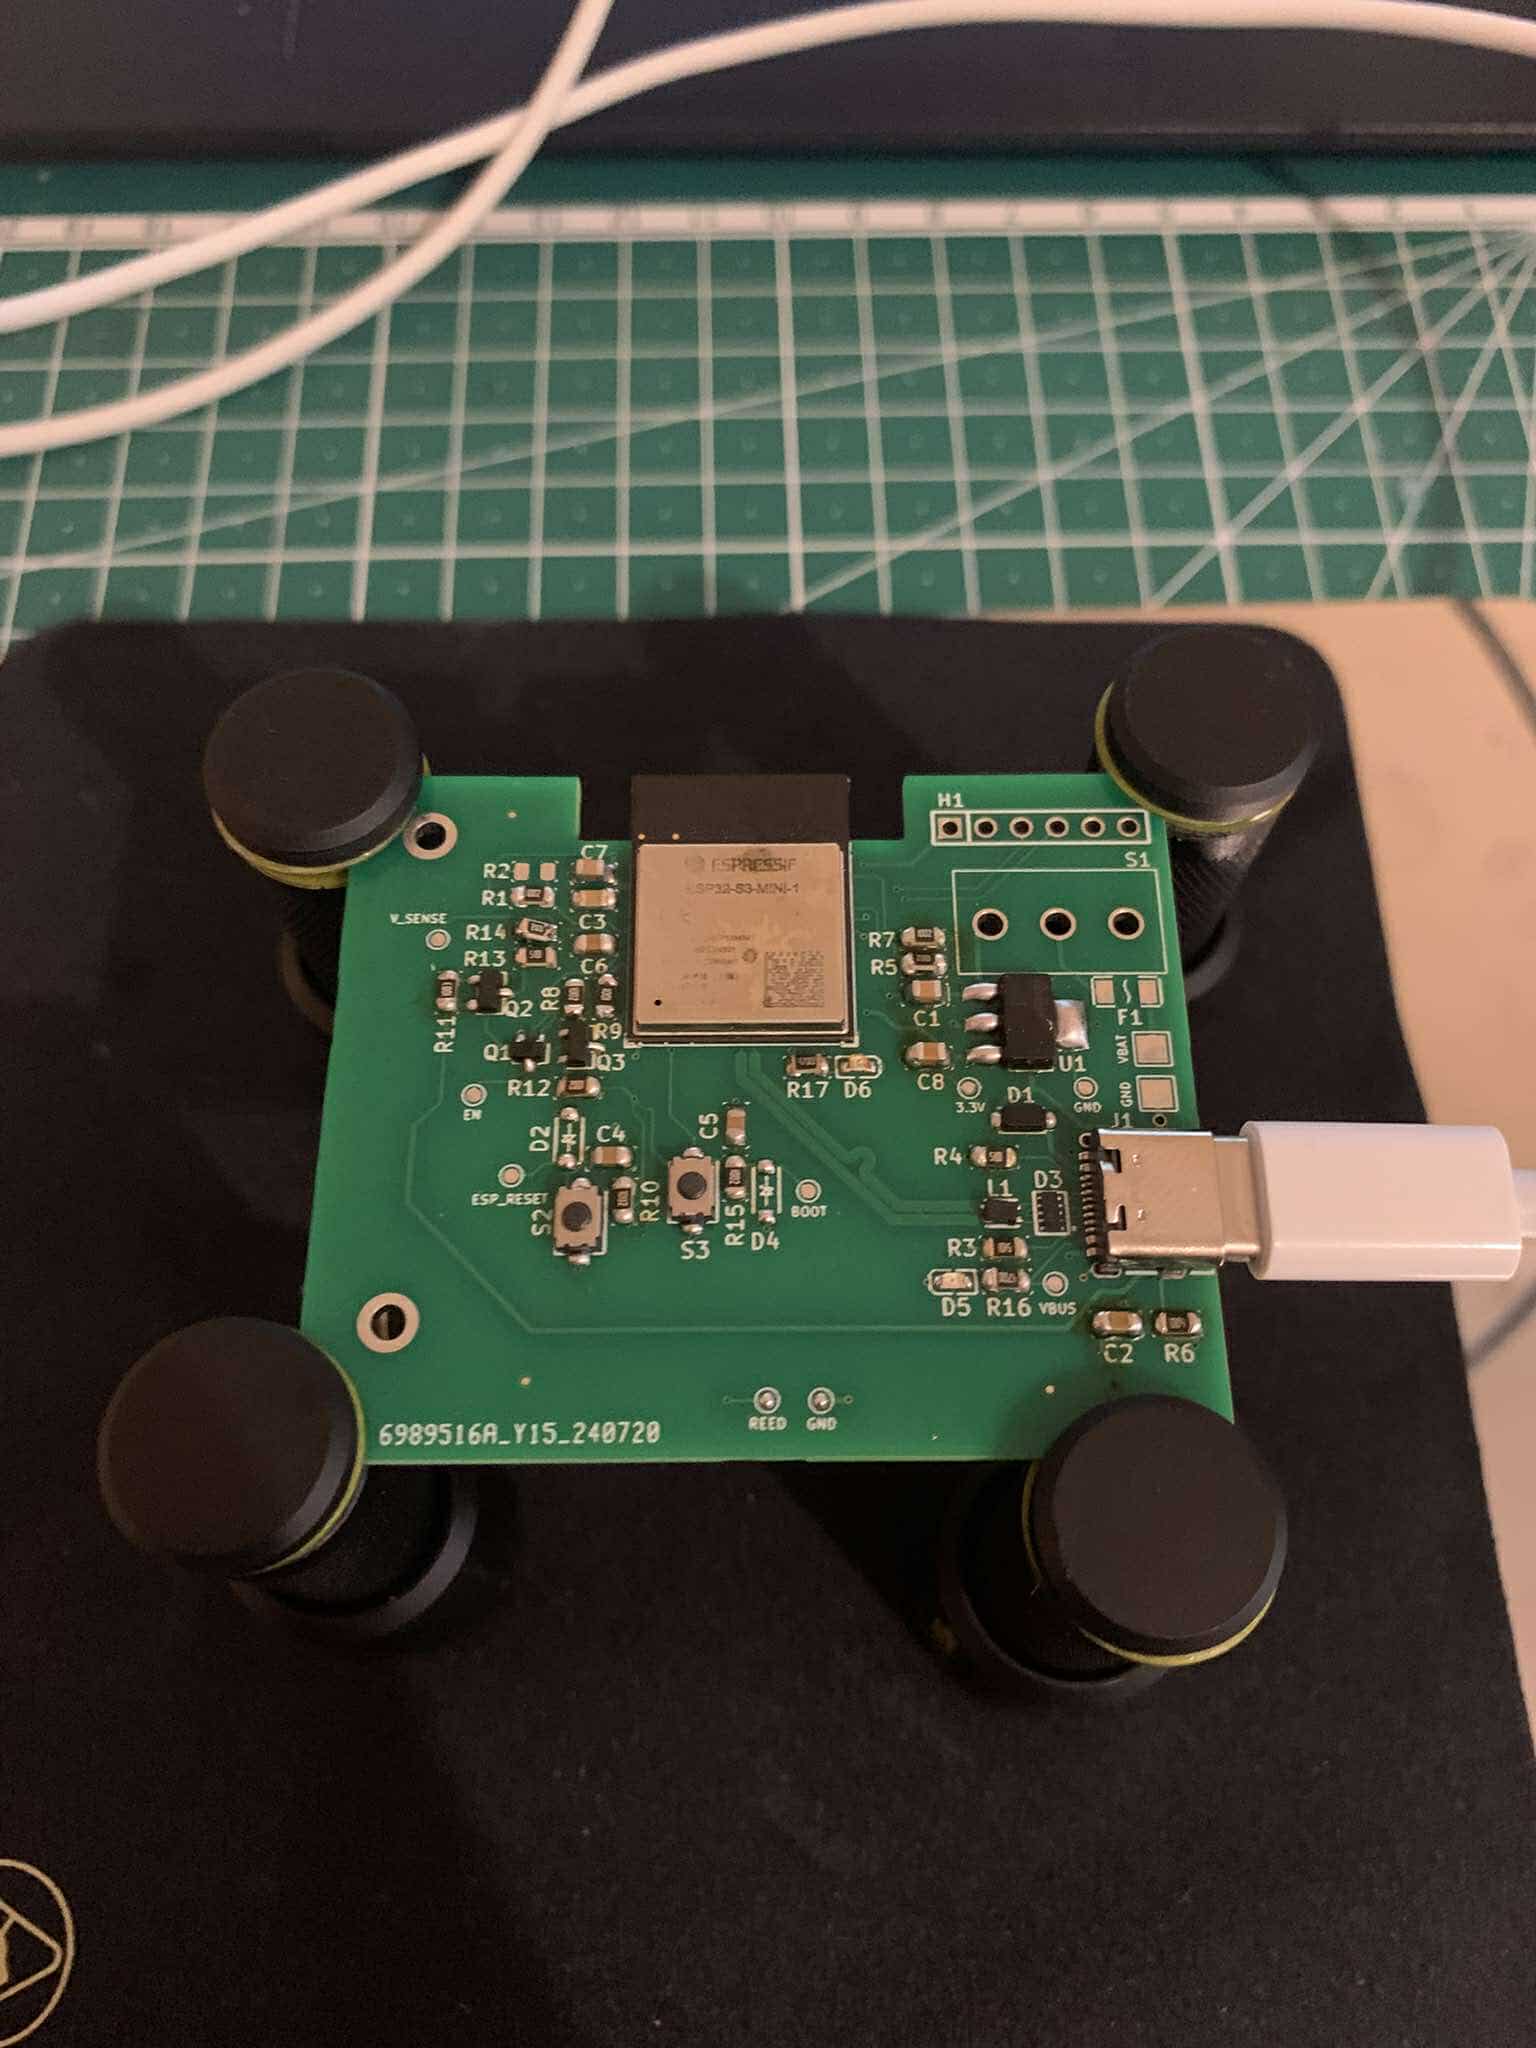 H1
S1
C7
R2
R1
C3
V_SENSE
R14
R13
C6
R8
R9
Q2
R11
Q1
Q3
R12
EN
ESPRESSIF
ESP32-S3-MINI-1
R7
R5
C1
F1
U1
VBAT
C8
R17
D6
3.3V
GND
GND
D1
J1
D2
C4
C5
R4
ESP_RESET
S2
R10
S3
R15
D4
BOOT
L1
D3
R3
D5
R16
VBUS
C2
R6
REED
GND
6989516A_Y15_240720